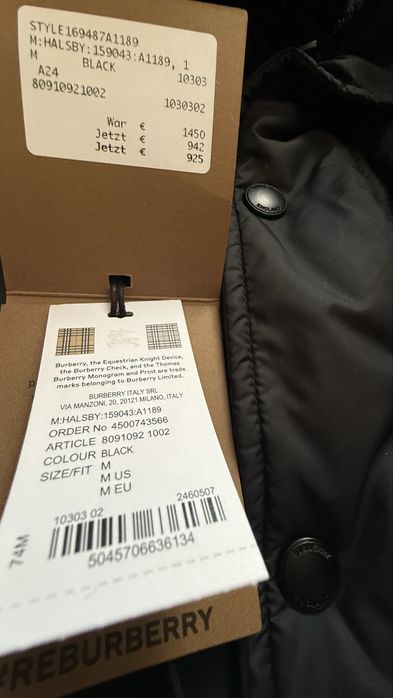 STYLE169487A1189
M:HALSBY:159043:A1189, 1
M BLACK 10303
A24
80910921002 1030302
War € 1450
Jetzt € 942
Jetzt € 925
ENGLAND
Burberry, the Equestrian Knight Device,
the Burberry Check, and the Thomas
Burberry Monogram and Print are trade
marks belonging to Burberry Limited.
BURBERRY ITALY SRL
VIA MANZONI, 20, 20121 MILANO, ITALY
M:HALSBY:159043:A1189
ORDER No 4500743566
ARTICLE 8091092 1002
COLOUR BLACK
SIZE/FIT M
M US
M EU
10303 02 2460507
5045706636134
74M
#REBURBERRY